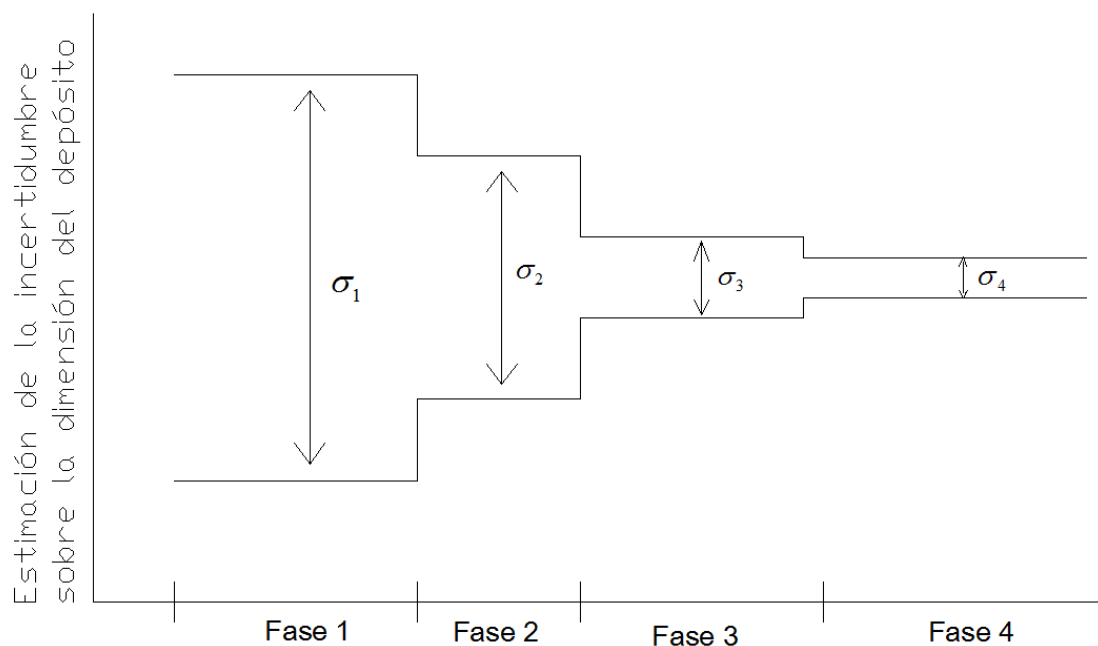 Estimación de la incertidumbre
sobre la dimensión del depósito
σ1
σ2
σ3
σ4
Fase 1
Fase 2
Fase 3
Fase 4